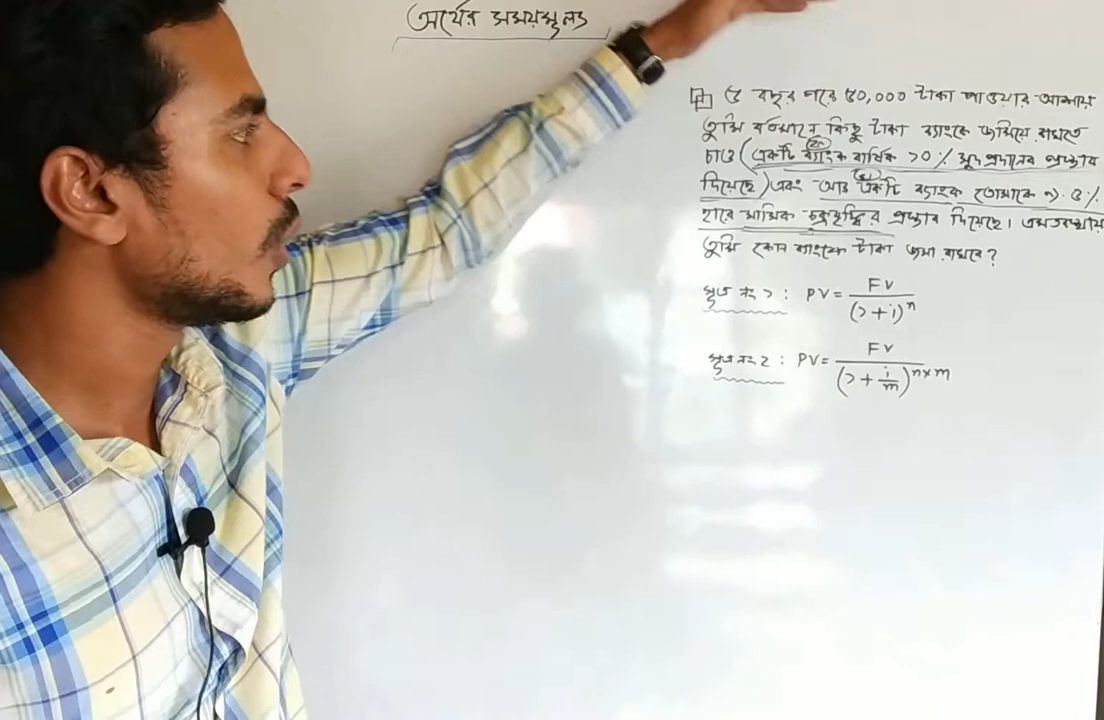 অর্থের সময়মূল্য
৫ বছর পরে ৫০,০০০ টাকা পাওয়ার আশায়
তুমি বর্তমানে কিছু টাকা ব্যাংকে জমিয়ে রাখতে
চাও (একটি ব্যাংক বার্ষিক ১০% সুদ প্রদানের প্রস্তাব
দিয়েছে) এবং আর একটি ব্যাংক তোমাকে ৯.৫%
হারে মাসিক চক্রবৃদ্ধির প্রস্তাব দিয়েছে। এমতাবস্থায়
তুমি কোন ব্যাংকে টাকা জমা রাখবে?
সূত্র নং ১: PV = FV / (১+i)^n
সূত্র নং ২: PV = FV / (১ + i/m)^n×m